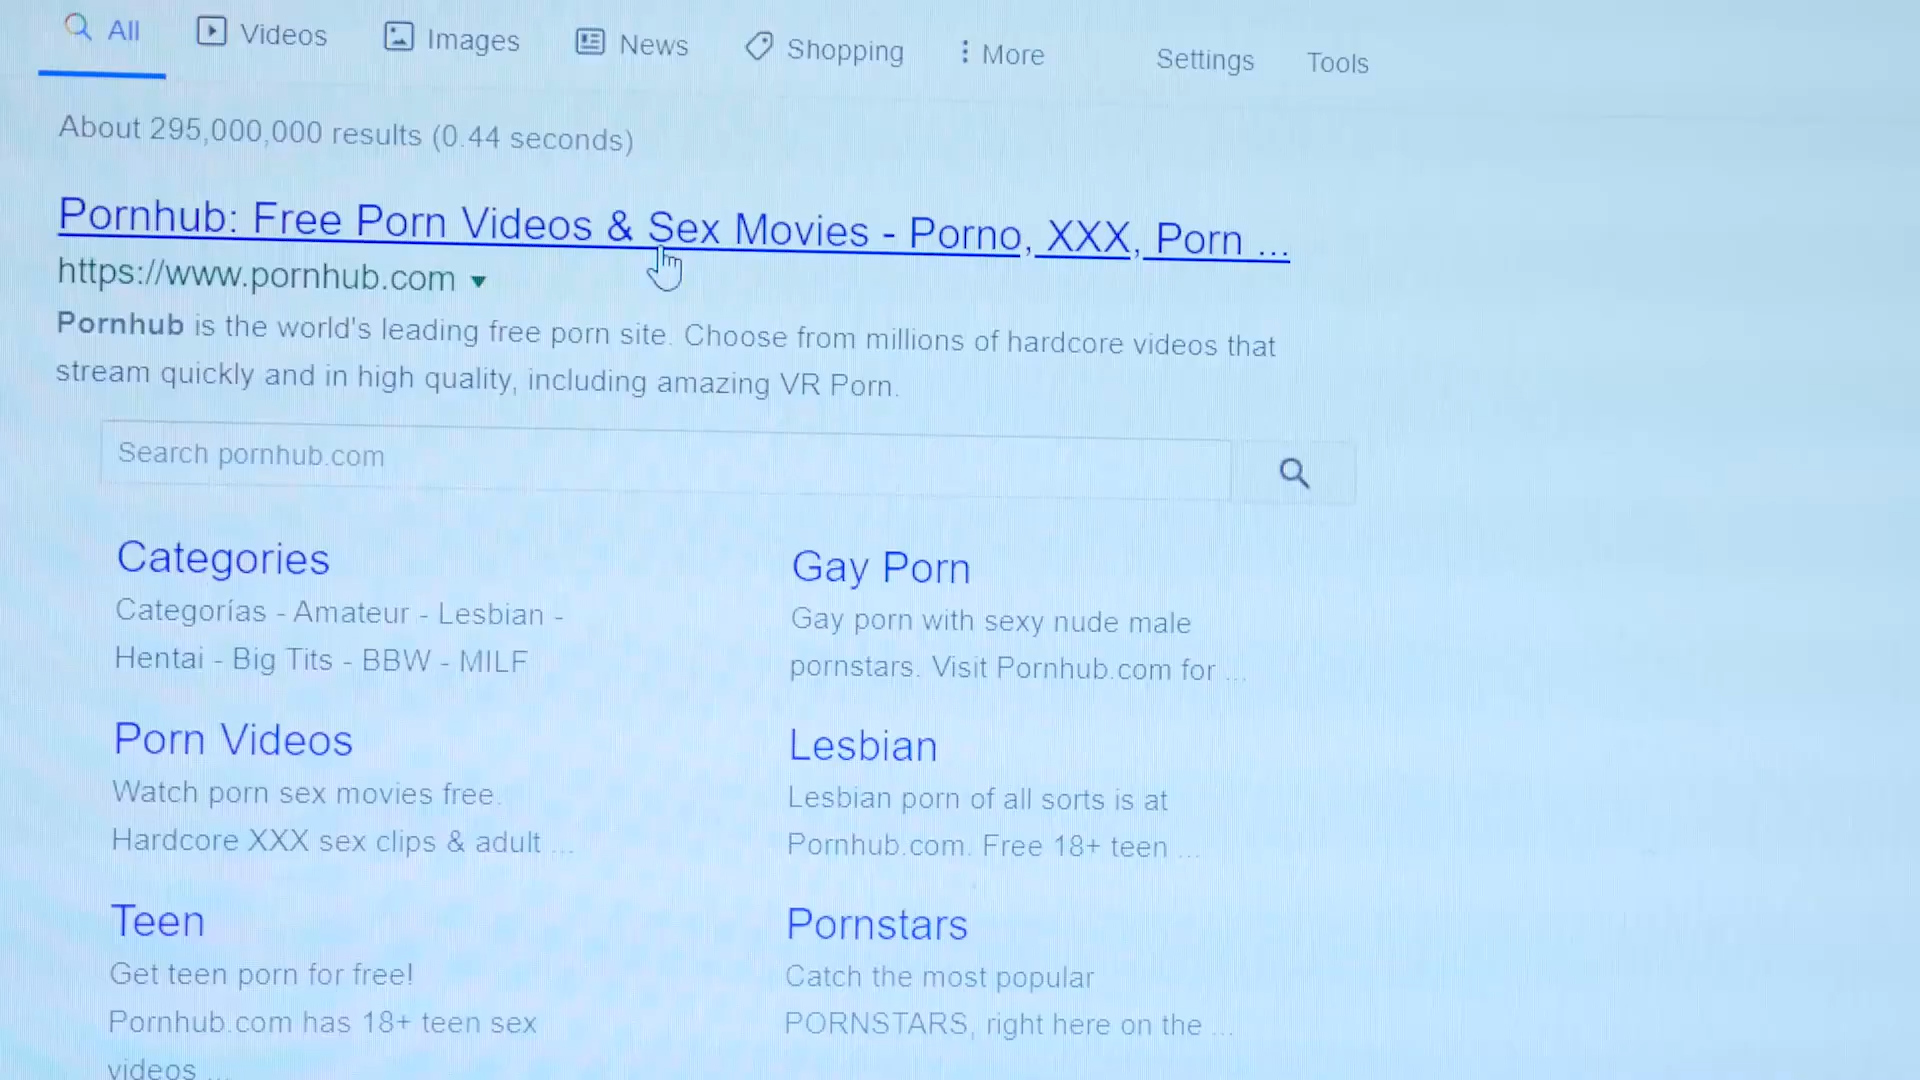 All Videos Images News Shopping More Settings Tools
About 295,000,000 results (0.44 seconds)
Pornhub: Free Porn Videos & Sex Movies - Porno, XXX, Porn ...
https://www.pornhub.com
Pornhub is the world's leading free porn site. Choose from millions of hardcore videos that
stream quickly and in high quality, including amazing VR Porn.
Search pornhub.com
Categories
Categorías - Amateur - Lesbian -
Hentai - Big Tits - BBW - MILF
Gay Porn
Gay porn with sexy nude male
pornstars. Visit Pornhub.com for ...
Porn Videos
Watch porn sex movies free.
Hardcore XXX sex clips & adult ...
Lesbian
Lesbian porn of all sorts is at
Pornhub.com. Free 18+ teen ...
Teen
Get teen porn for free!
Pornhub.com has 18+ teen sex
videos ...
Pornstars
Catch the most popular
PORNSTARS, right here on the ...